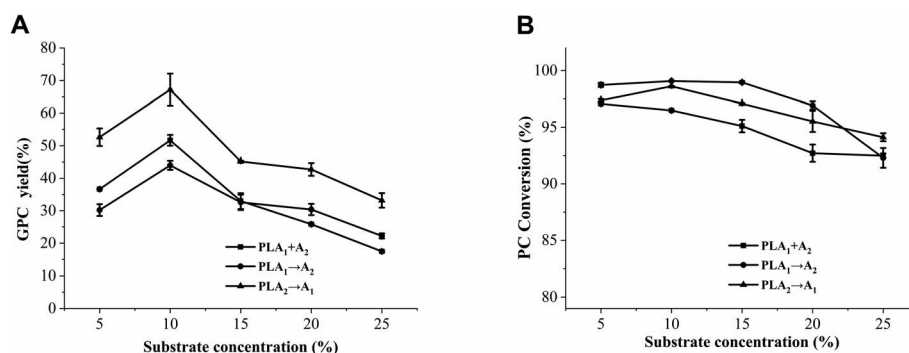 A
80
70
60
50
40
30
20
10
0
GPC yield(%)
PLA₁+A₂
PLA₁→A₂
PLA₂→A₁
5 10 15 20 25
Substrate concentration (%)
B
100
95
90
85
80
PC Conversion (%)
PLA₁+A₂
PLA₁→A₂
PLA₂→A₁
5 10 15 20 25
Substrate concentration (%)